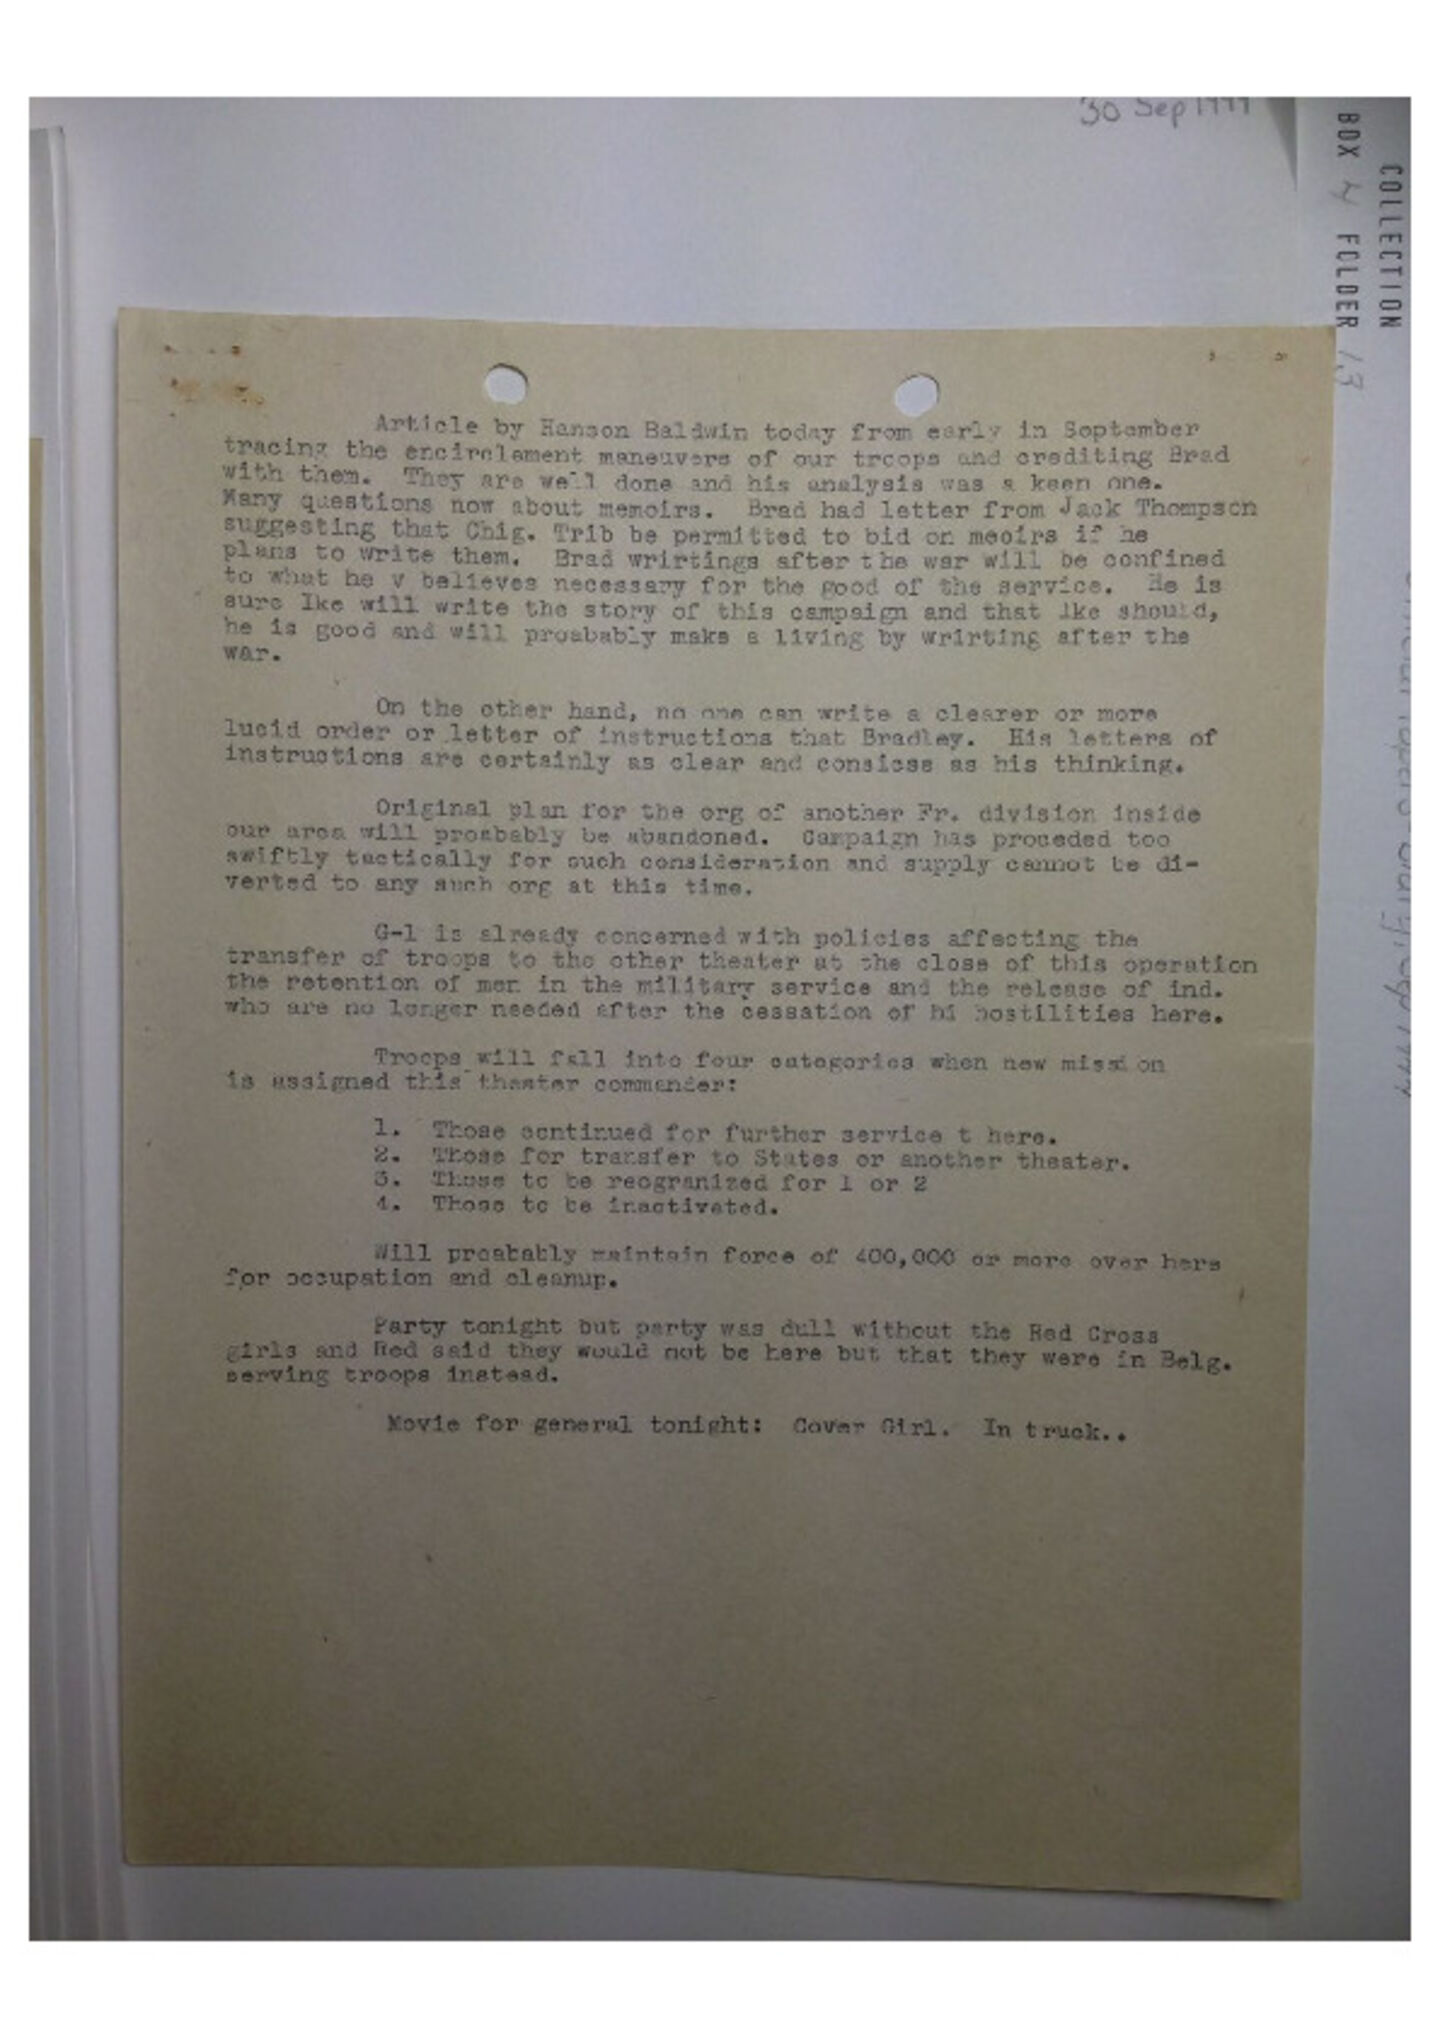 30 Sep 1944
COLLECTION
BOX 4 FOLDER 13
Article by Hanson Baldwin today from early in September
tracing the encirclement maneuvers of our troops and crediting Brad
with them. They are well done and his analysis was a keen one.
Many questions now about memoirs. Brad had letter from Jack Thompson
suggesting that Chig. Trib be permitted to bid on meoirs if he
plans to write them. Brad wrirtings after the war will be confined
to what he v believes necessary for the good of the service. He is
sure Ike will write the story of this campaign and that Ike should,
he is good and will proabably make a living by wrirting after the
war.
On the other hand, no one can write a clearer or more
lucid order or letter of instructions that Bradley. His letters of
instructions are certainly as clear and consicse as his thinking.
Original plan for the org of another Fr. division inside
our area will proabably be abandoned. Campaign has proceded too
swiftly tactically for such consideration and supply cannot be di-
verted to any such org at this time.
G-1 is already concerned with policies affecting the
transfer of troops to the other theater at the close of this operation
the retention of men in the military service and the release of ind.
who are no longer needed after the cessation of hi hostilities here.
Troops will fall into four categories when new mission
is assigned this theater commander:
1. Those continued for further service t here.
2. Those for transfer to States or another theater.
3. Those to be reogranized for 1 or 2
4. Those to be inactivated.
Will proabably maintain force of 400,000 or more over here
for occupation and cleanup.
Party tonight but party was dull without the Red Cross
girls and Red said they would not be here but that they were in Belg.
serving troops instead.
Movie for general tonight: Cover Girl. In truck..